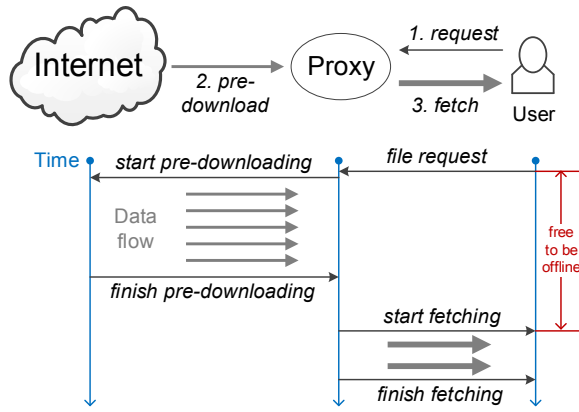 1. request
Internet
Proxy
2. pre-
download
3. fetch
User
Time
start pre-downloading
file request
Data
flow
free
to be
offline
finish pre-downloading
start fetching
finish fetching